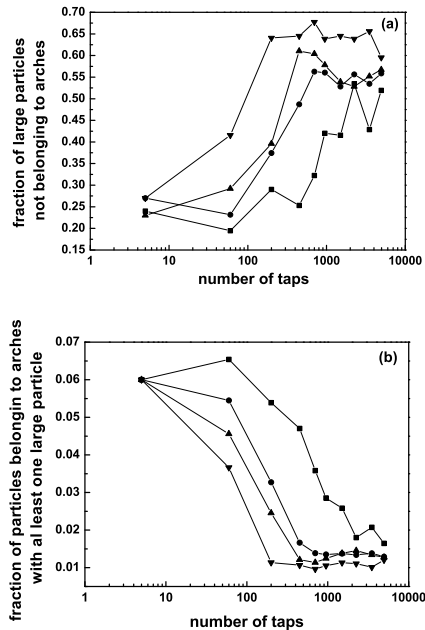 (a)
fraction of large particles
not belonging to arches
0.70
0.65
0.60
0.55
0.50
0.45
0.40
0.35
0.30
0.25
0.20
0.15
1 10 100 1000 10000
number of taps
(b)
fraction of particles belongin to arches
with al least one large particle
0.07
0.06
0.05
0.04
0.03
0.02
0.01
1 10 100 1000 10000
number of taps